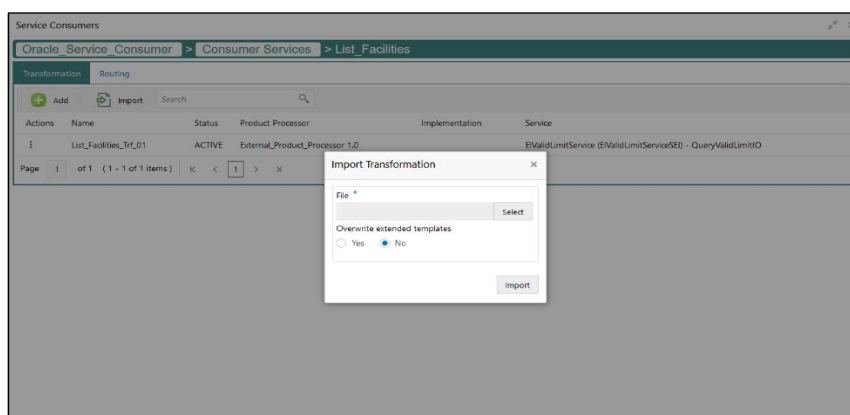 Service Consumers
Oracle_Service_Consumer > Consumer Services > List_Facilities
Transformation Routing
Add Import Search
Actions Name Status Product Processor Implementation Service
List_Facilities_Trf_01 ACTIVE External_Product_Processor 1.0 ElValidLimitService (ElValidLimitServiceSEI) - QueryValidLimitIO
Page 1 of 1 (1 - 1 of 1 items) K < 1 > X
Import Transformation ×
File *
Select
Overwrite extended templates
Yes No
Import